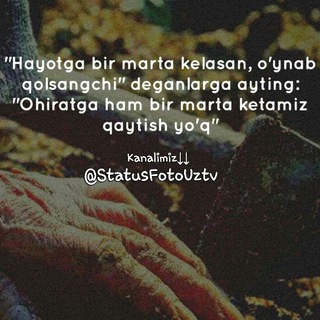 "Hayotga bir marta kelasan, o'ynab
qolsangchi" deganlarga ayting:
"Ohiratga ham bir marta ketamiz
qaytish yo'q"
Kanalimiz↓↓
@StatusFotoUztv